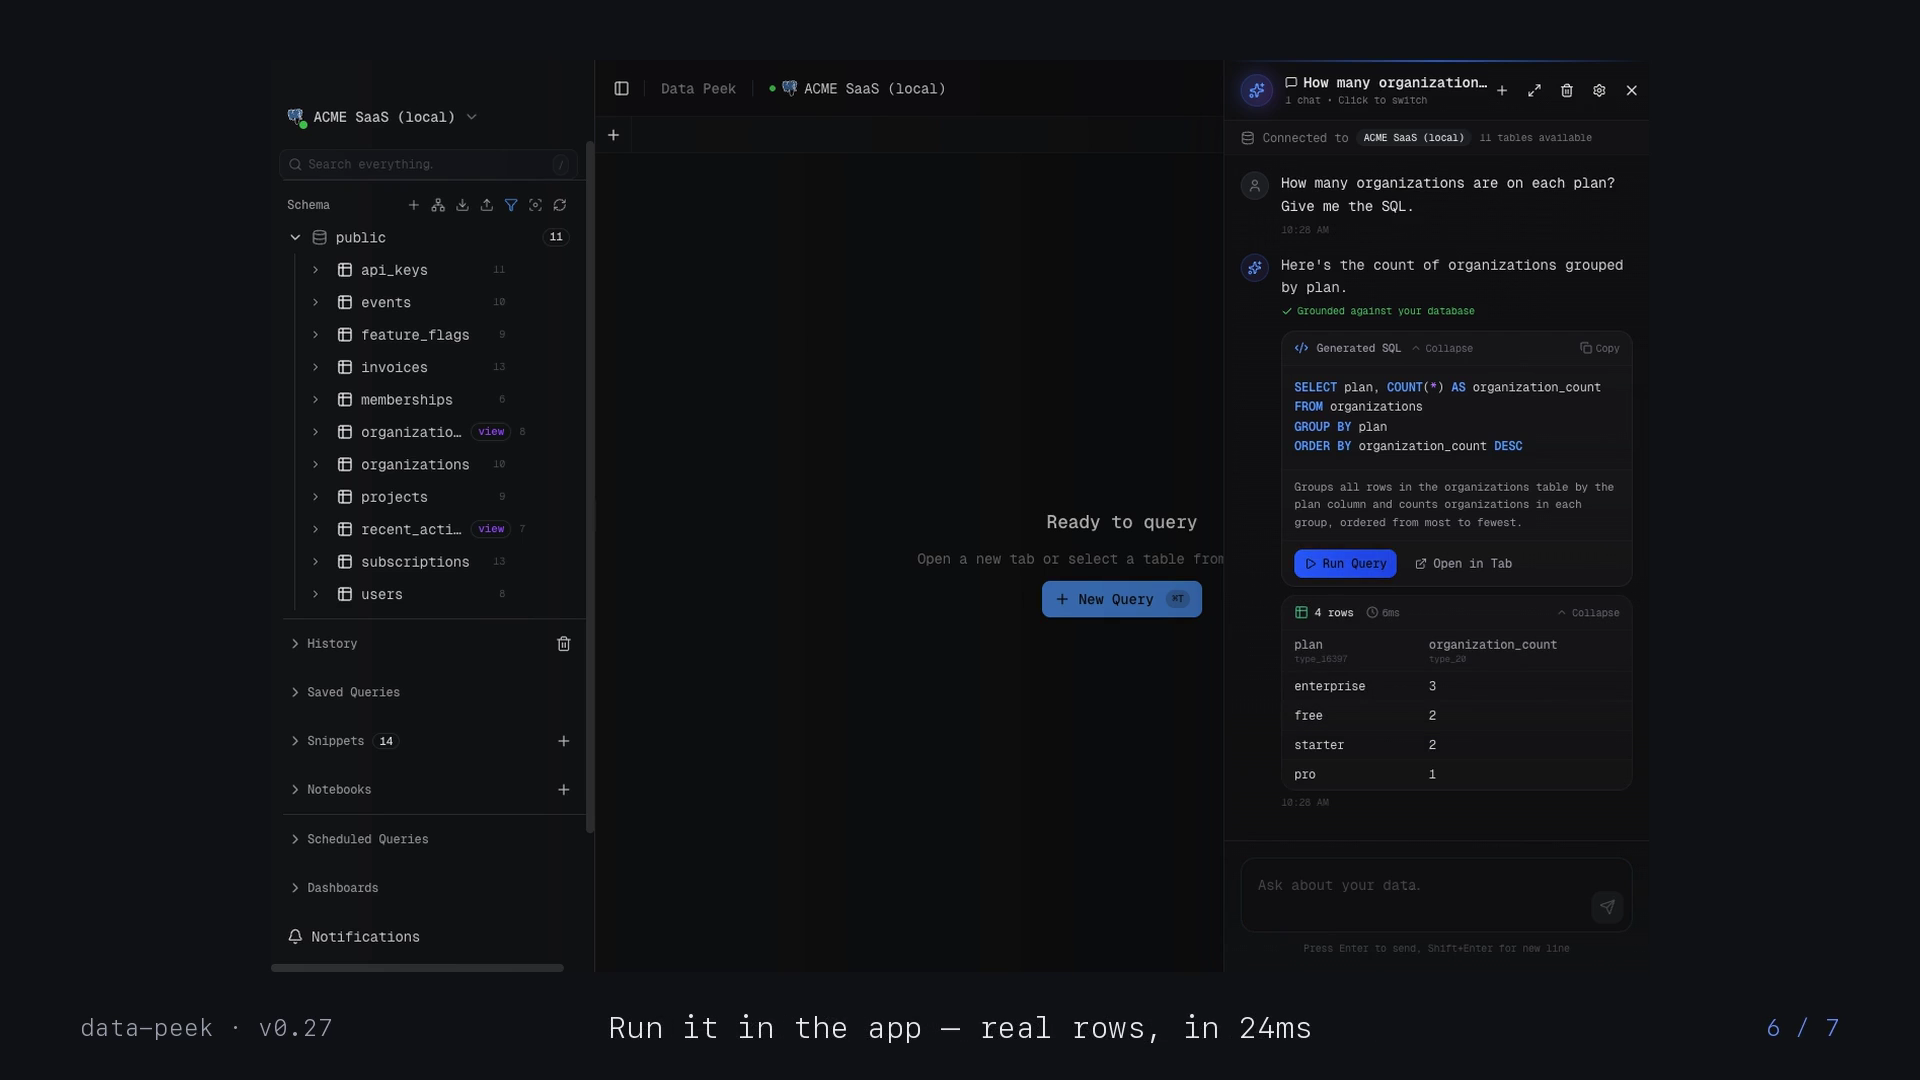 ACME SaaS (local)
Search everything.
/
Schema
public 11
api_keys 11
events 10
feature_flags 9
invoices 13
memberships 6
organizatio… view 8
organizations 10
projects 9
recent_acti… view 7
subscriptions 13
users 8
History
Saved Queries
Snippets 14
Notebooks
Scheduled Queries
Dashboards
Notifications
Data Peek
ACME SaaS (local)
Ready to query
Open a new tab or select a table from
New Query ⌘T
How many organization…
1 chat • Click to switch
Connected to ACME SaaS (local) 11 tables available
How many organizations are on each plan?
Give me the SQL.
10:28 AM
Here's the count of organizations grouped
by plan.
Grounded against your database
Generated SQL Collapse Copy
SELECT plan, COUNT(*) AS organization_count
FROM organizations
GROUP BY plan
ORDER BY organization_count DESC
Groups all rows in the organizations table by the
plan column and counts organizations in each
group, ordered from most to fewest.
Run Query Open in Tab
4 rows 6ms Collapse
plan organization_count
type_16397 type_20
enterprise 3
free 2
starter 2
pro 1
10:28 AM
Ask about your data.
Press Enter to send, Shift+Enter for new line
data-peek · v0.27
Run it in the app — real rows, in 24ms
6 / 7